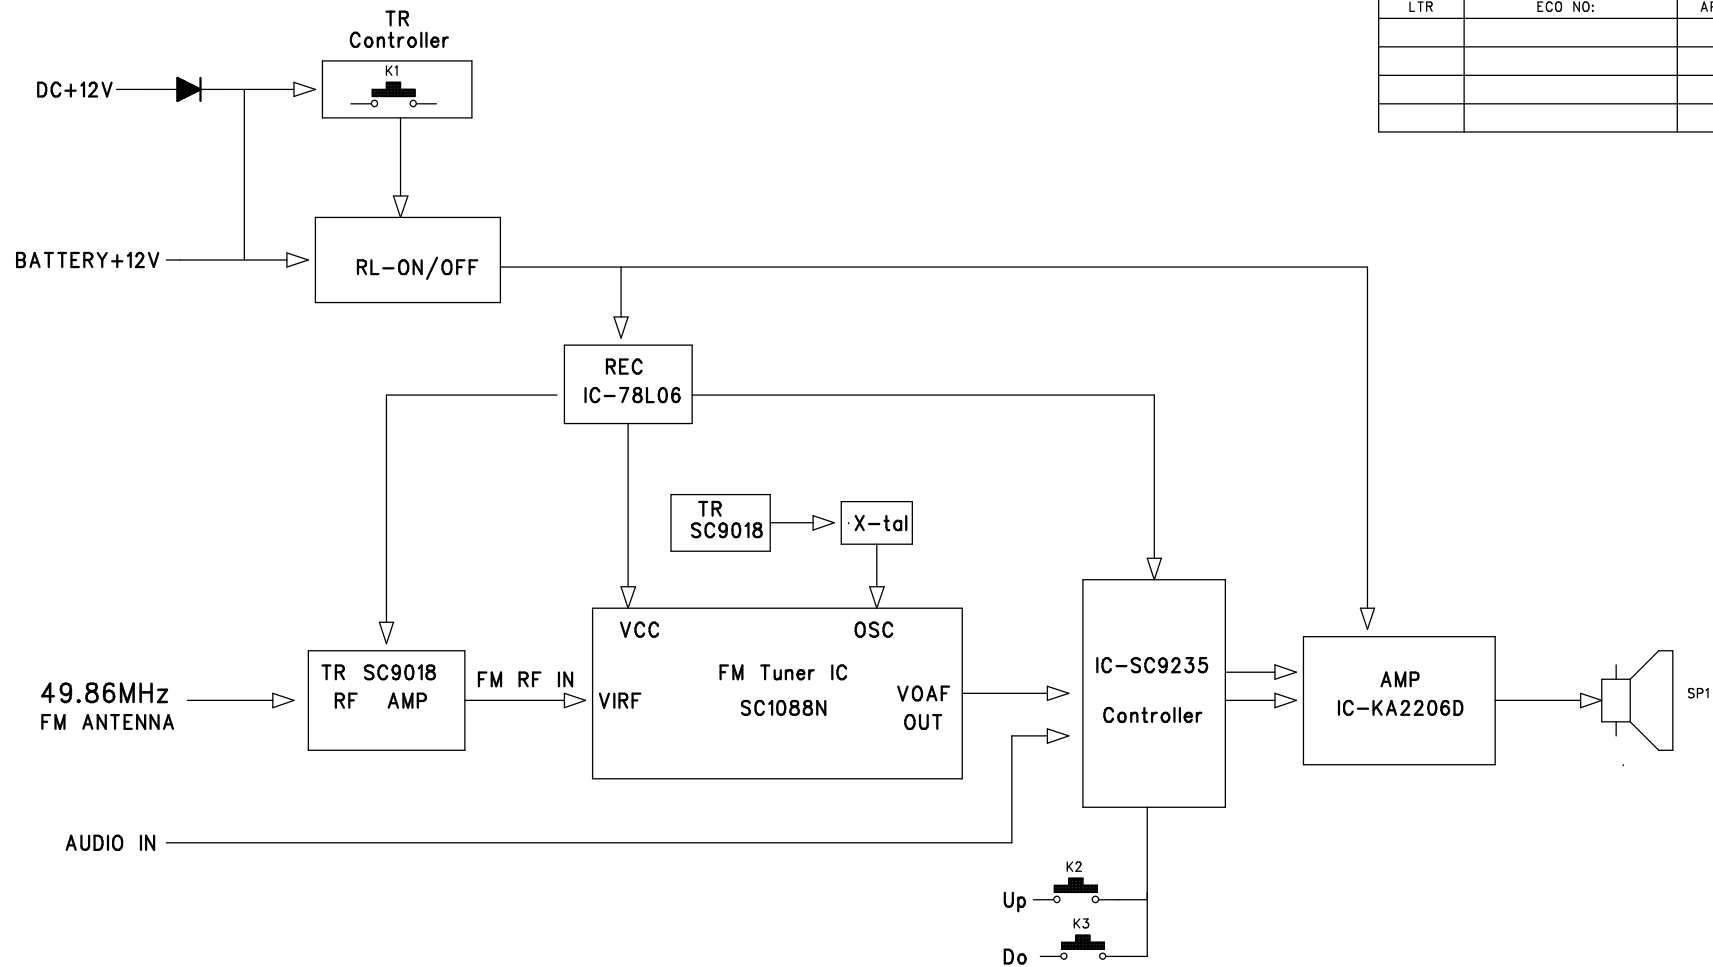 LTR
ECO NO:
TR
Controller
K1
DC+12V
BATTERY+12V
RL-ON/OFF
REC
IC-78L06
TR
SC9018
X-tal
VCC
OSC
49.86MHz
FM ANTENNA
TR SC9018
RF AMP
FM RF IN
VIRF
FM Tuner IC
SC1088N
VOAF
OUT
IC-SC9235
Controller
AMP
IC-KA2206D
SP1
AUDIO IN
K2
Up
K3
Do